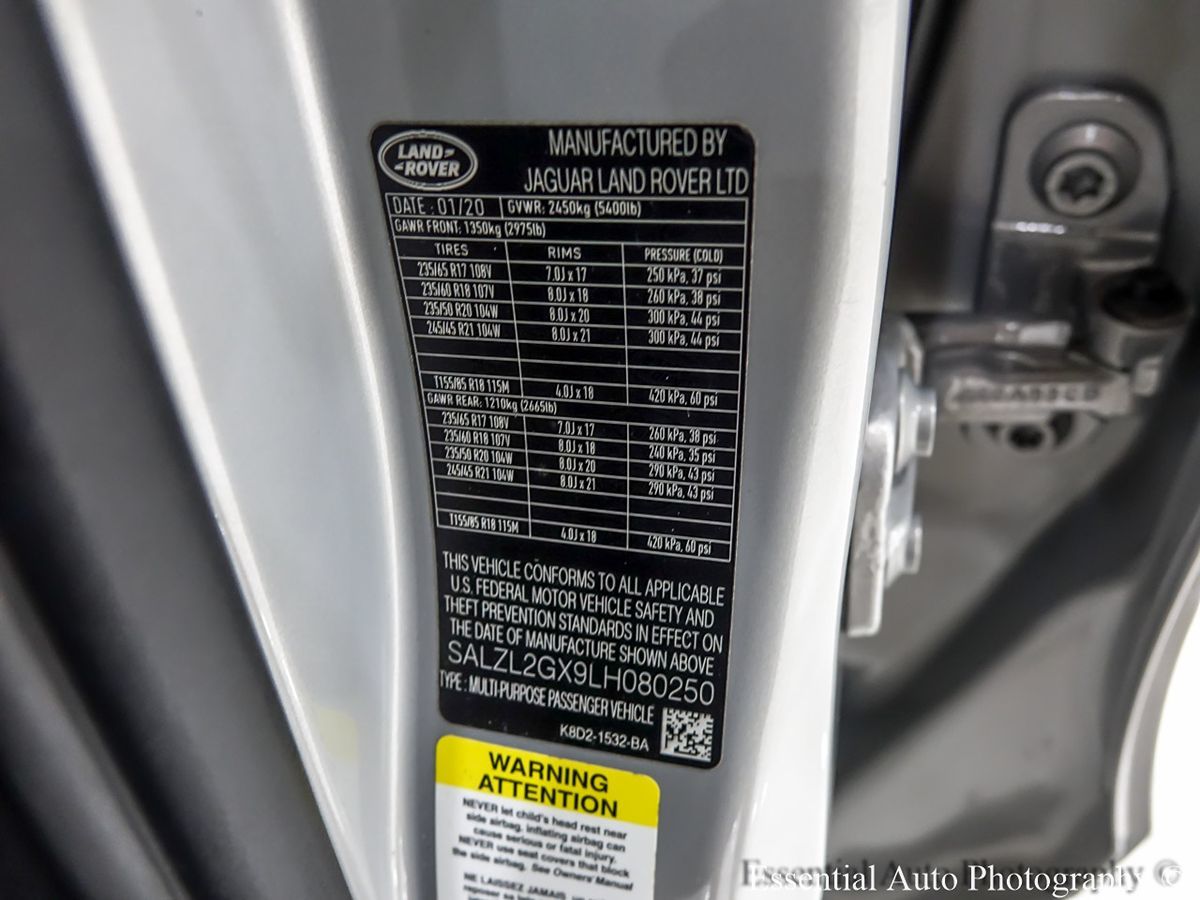 LAND-
-ROVER
MANUFACTURED BY
JAGUAR LAND ROVER LTD
DATE : 01/20 GVWR: 2450kg (5400lb)
GAWR FRONT: 1350kg (2975lb)
TIRES RIMS PRESSURE (COLD)
235/65 R17 108V 7.0J x 17 250 kPa, 37 psi
235/60 R18 107V 8.0J x 18 260 kPa, 38 psi
235/50 R20 104W 8.0J x 20 300 kPa, 44 psi
245/45 R21 104W 8.0J x 21 300 kPa, 44 psi
T155/85 R18 115M 4.0J x 18 420 kPa, 60 psi
GAWR REAR: 1210kg (2665lb)
235/65 R17 108V 7.0J x 17 260 kPa, 38 psi
235/60 R18 107V 8.0J x 18 240 kPa, 35 psi
235/50 R20 104W 8.0J x 20 290 kPa, 43 psi
245/45 R21 104W 8.0J x 21 290 kPa, 43 psi
T155/85 R18 115M 4.0J x 18 420 kPa, 60 psi
THIS VEHICLE CONFORMS TO ALL APPLICABLE
U.S. FEDERAL MOTOR VEHICLE SAFETY AND
THEFT PREVENTION STANDARDS IN EFFECT ON
THE DATE OF MANUFACTURE SHOWN ABOVE
SALZL2GX9LH080250
TYPE : MULTI-PURPOSE PASSENGER VEHICLE
K8D2-1532-BA
WARNING
ATTENTION
NEVER let child's head rest near
side airbag. Inflating airbag can
cause serious or fatal injury.
NEVER use seat covers that block
the side airbag. See Owners' Manual
NE LAISSEZ JAMAIS
Essential Auto Photography ©